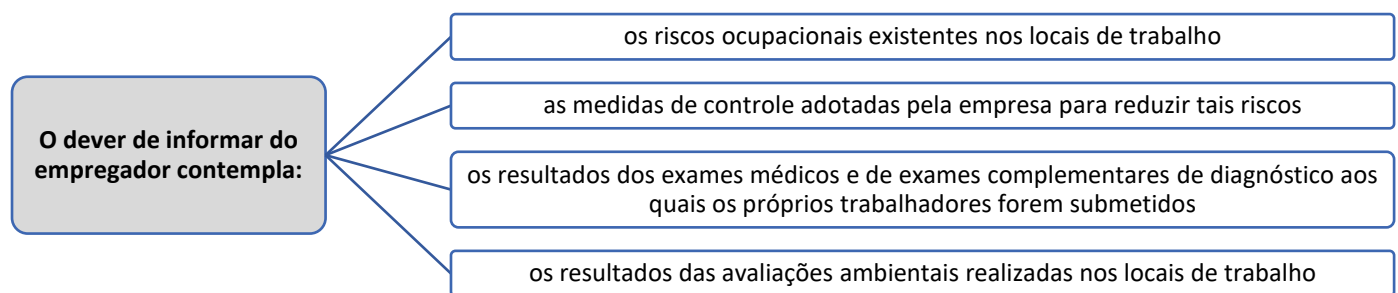 O dever de informar do
empregador contempla:
os riscos ocupacionais existentes nos locais de trabalho
as medidas de controle adotadas pela empresa para reduzir tais riscos
os resultados dos exames médicos e de exames complementares de diagnóstico aos
quais os próprios trabalhadores forem submetidos
os resultados das avaliações ambientais realizadas nos locais de trabalho